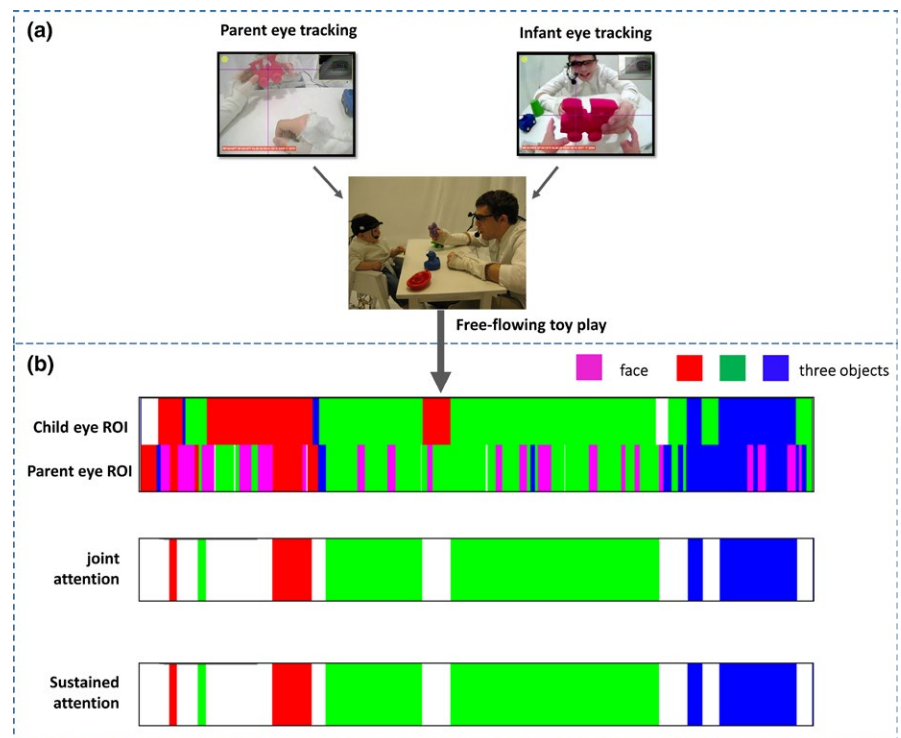 (a)
Parent eye tracking
Infant eye tracking
Free-flowing toy play
(b)
face
three objects
Child eye ROI
Parent eye ROI
joint
attention
Sustained
attention